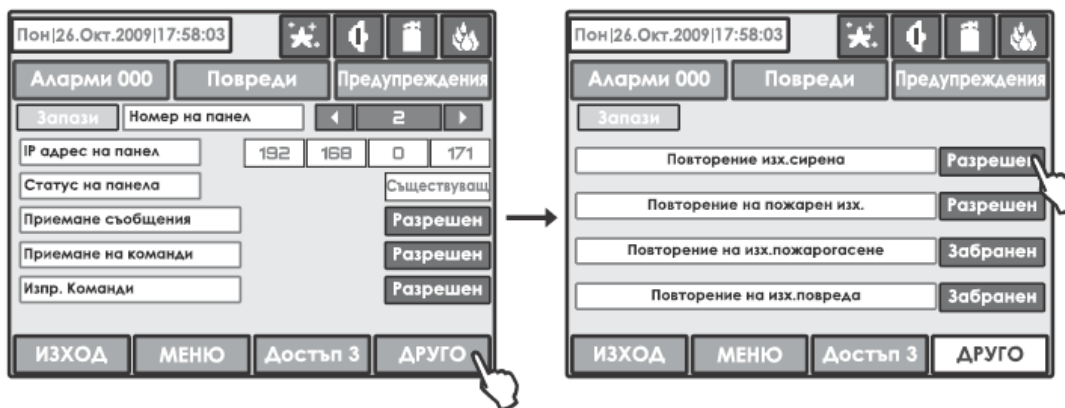 Пон|26.Окт.2009|17:58:03
Аларми 000 Повреди Предупреждения
Запази Номер на панел 2
IP адрес на панел 192 168 0 171
Статус на панела Съществуващ
Приемане съобщения Разрешен
Приемане на команди Разрешен
Изпр. Команди Разрешен
ИЗХОД МЕНЮ Достъп 3 ДРУГО
Пон|26.Окт.2009|17:58:03
Аларми 000 Повреди Предупреждения
Запази
Повторение изх.сирена Разрешен
Повторение на пожарен изх. Разрешен
Повторение на изх.пожарогасене Забранен
Повторение на изх.повреда Забранен
ИЗХОД МЕНЮ Достъп 3 ДРУГО